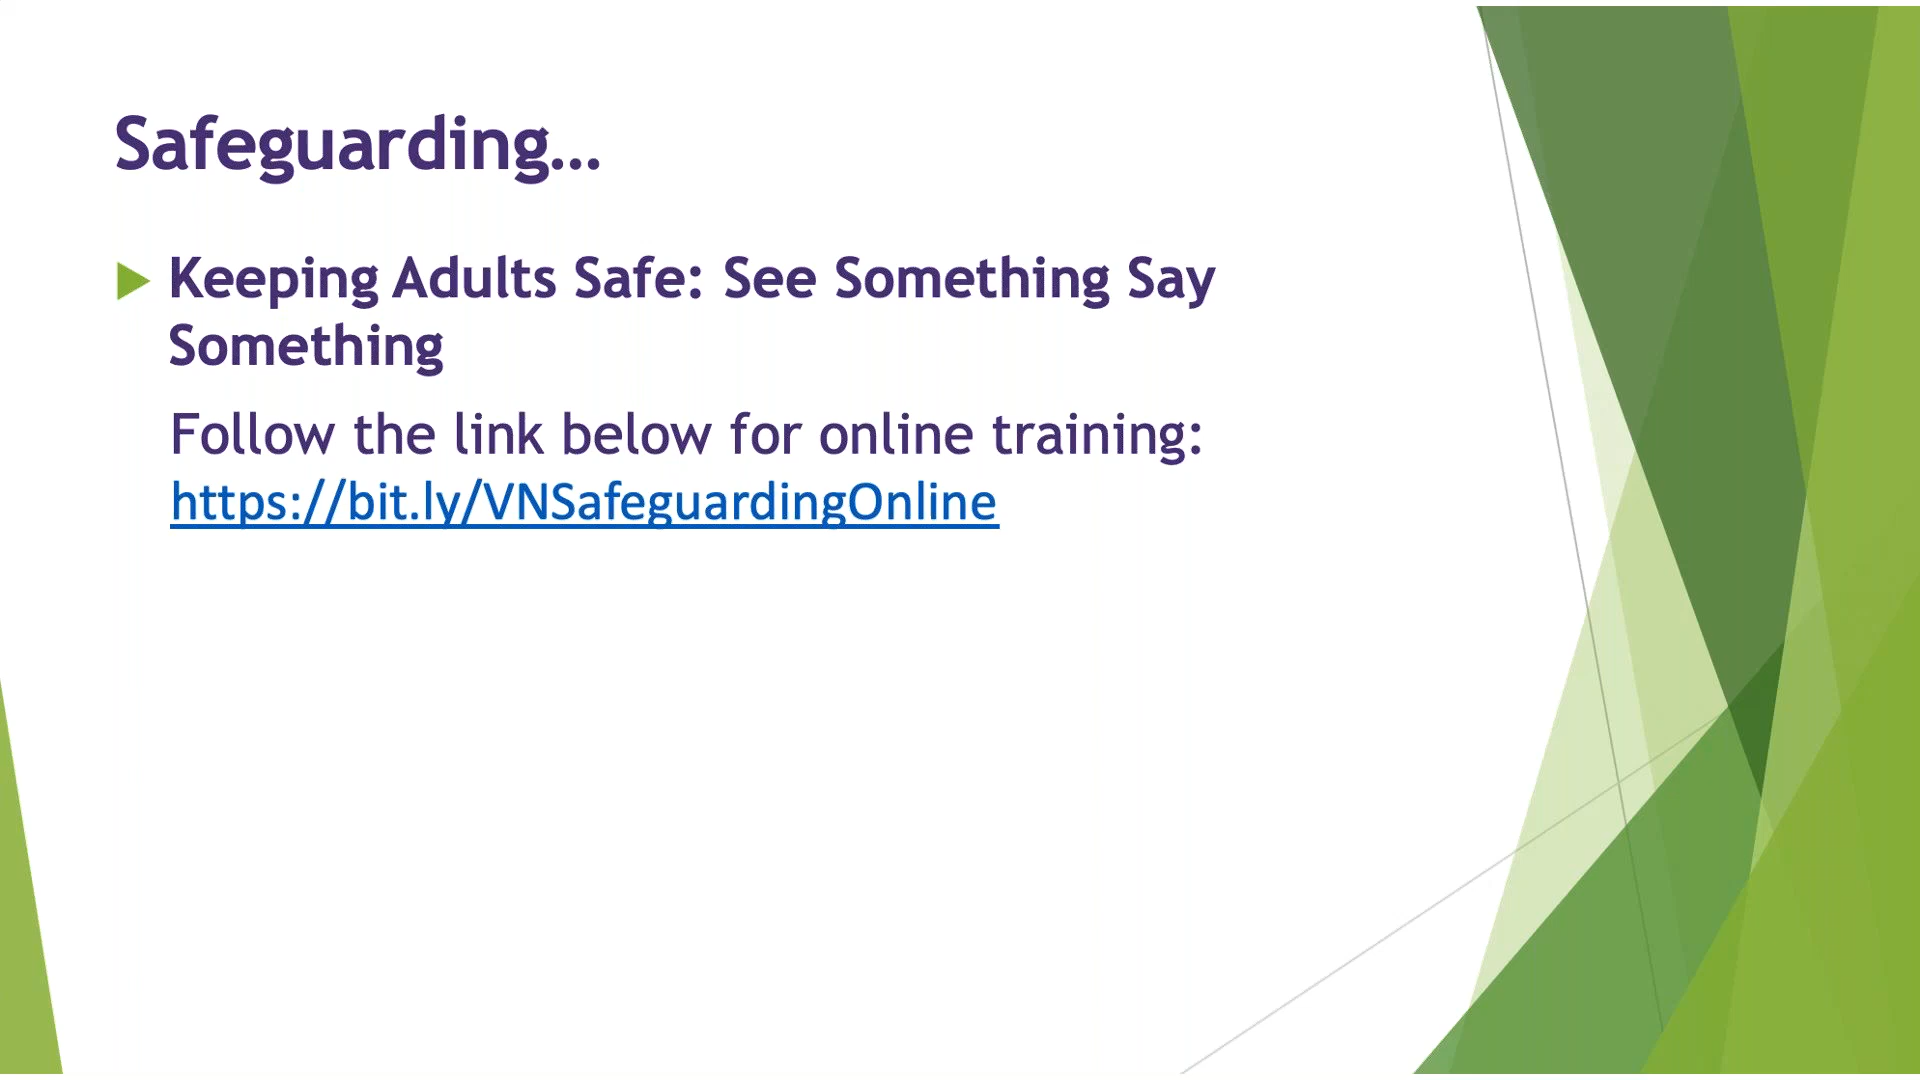 Safeguarding...
Keeping Adults Safe: See Something Say
Something
Follow the link below for online training:
https://bit.ly/VNSafeguardingOnline